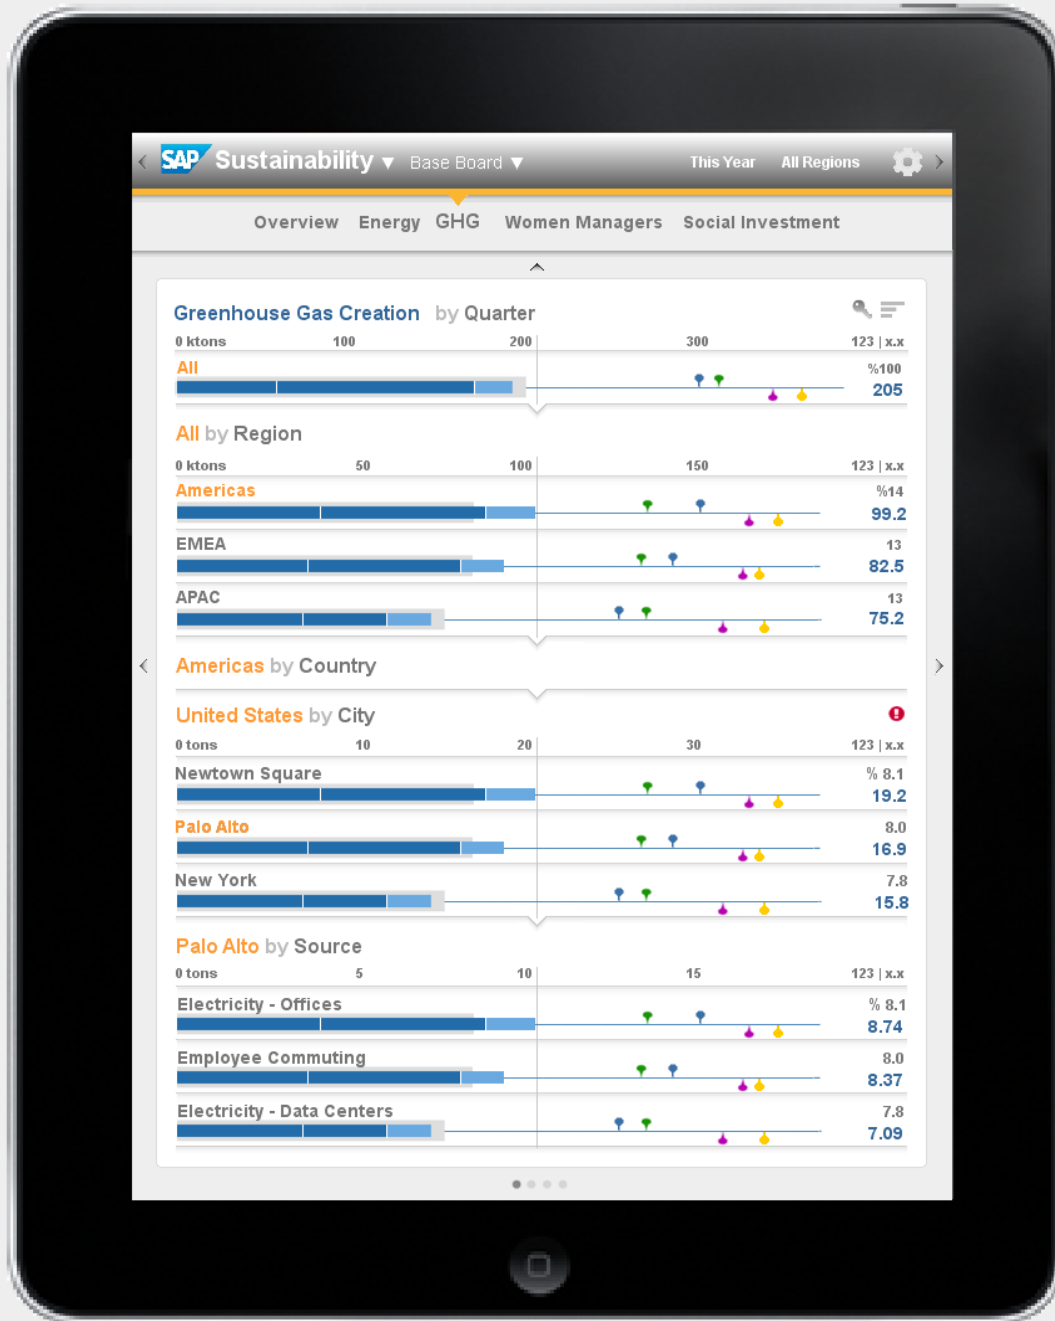 SAP Sustainability ▼ Base Board ▼ This Year All Regions
Overview Energy GHG Women Managers Social Investment
Greenhouse Gas Creation by Quarter
0 ktons 100 200 300 123 | x.x
All %100
205
All by Region
0 ktons 50 100 150 123 | x.x
Americas %14
99.2
EMEA 13
82.5
APAC 13
75.2
Americas by Country
United States by City
0 tons 10 20 30 123 | x.x
Newtown Square % 8.1
19.2
Palo Alto 8.0
16.9
New York 7.8
15.8
Palo Alto by Source
0 tons 5 10 15 123 | x.x
Electricity - Offices % 8.1
8.74
Employee Commuting 8.0
8.37
Electricity - Data Centers 7.8
7.09